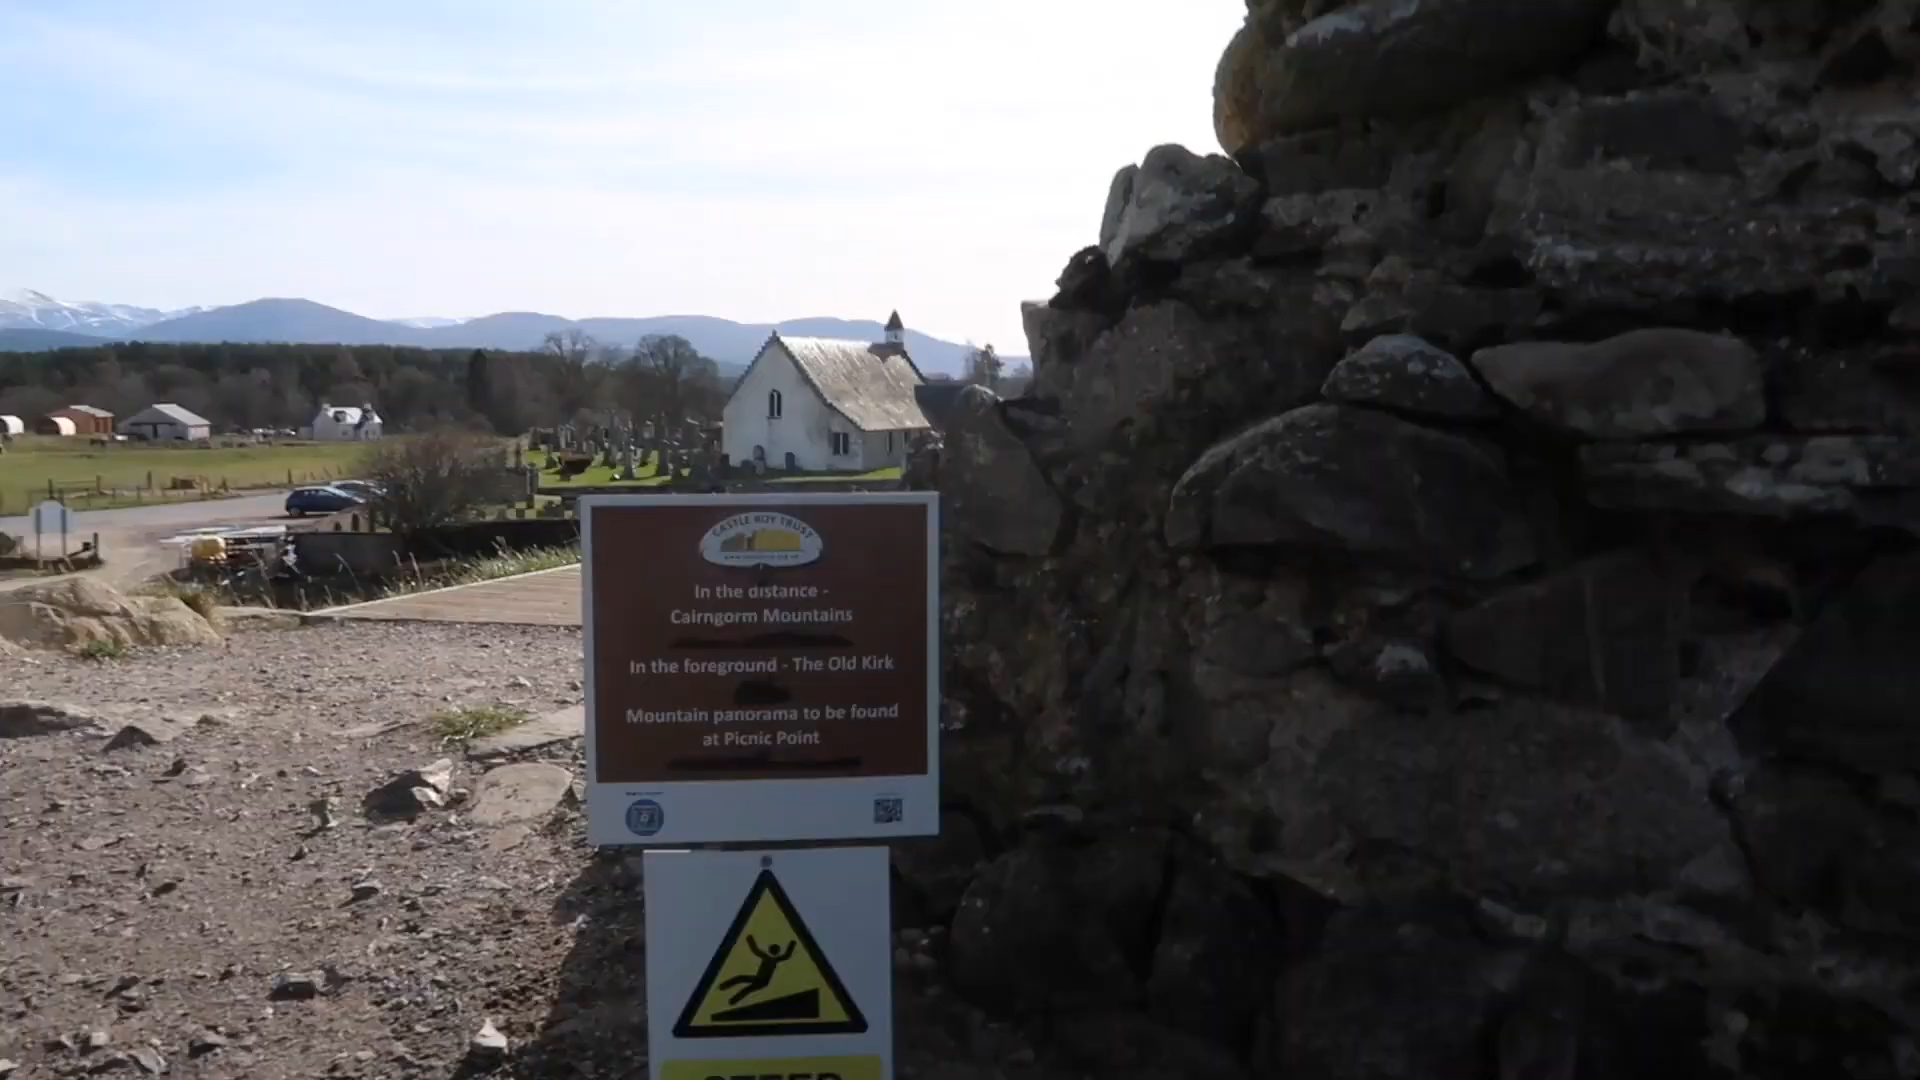 CASTLE ROY TRUST
In the distance -
Cairngorm Mountains
In the foreground - The Old Kirk
Mountain panorama to be found
at Picnic Point
STEEP